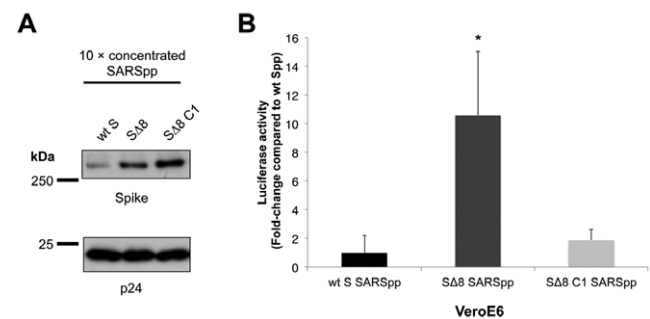 A
10 × concentrated
SARSpp
wt S
SΔ8
SΔ8 C1
kDa
250
Spike
25
p24
B
Luciferase activity
(Fold-change compared to wt Spp)
16
14
12
10
8
6
4
2
0
*
wt S SARSpp
SΔ8 SARSpp
SΔ8 C1 SARSpp
VeroE6